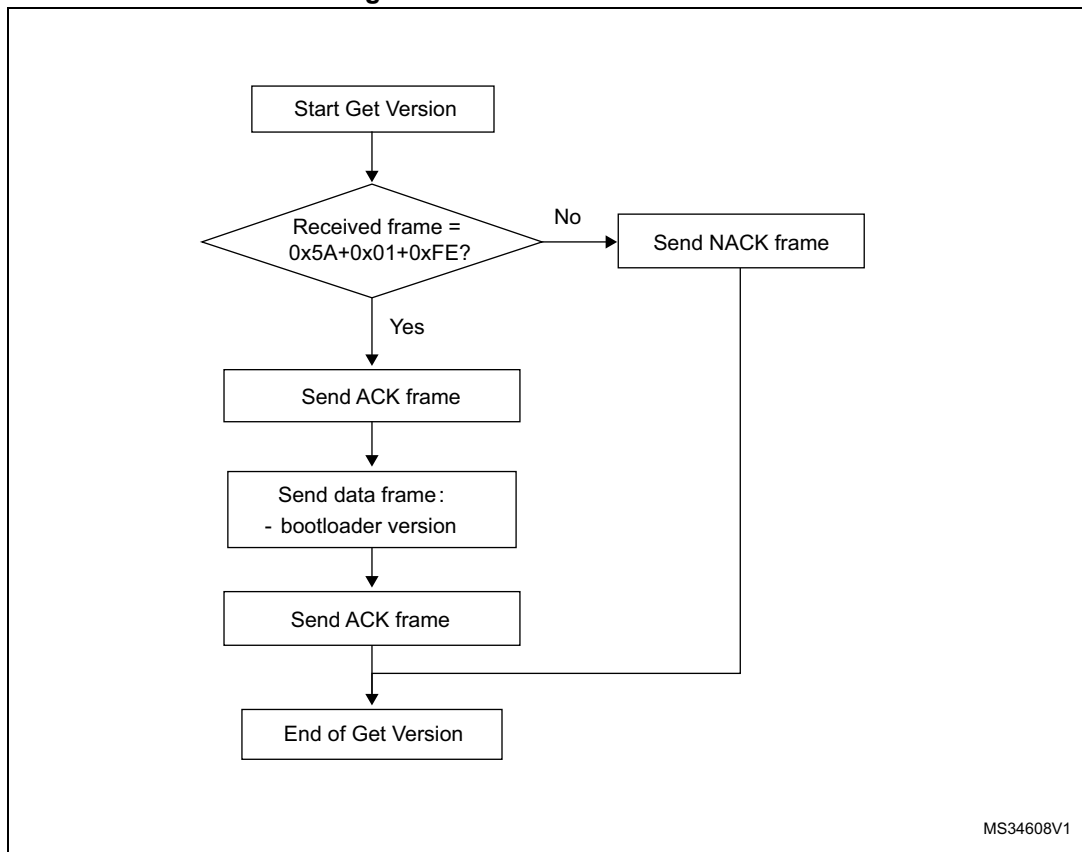 Start Get Version
Received frame =
0x5A+0x01+0xFE?
No
Send NACK frame
Yes
Send ACK frame
Send data frame:
- bootloader version
Send ACK frame
End of Get Version
MS34608V1